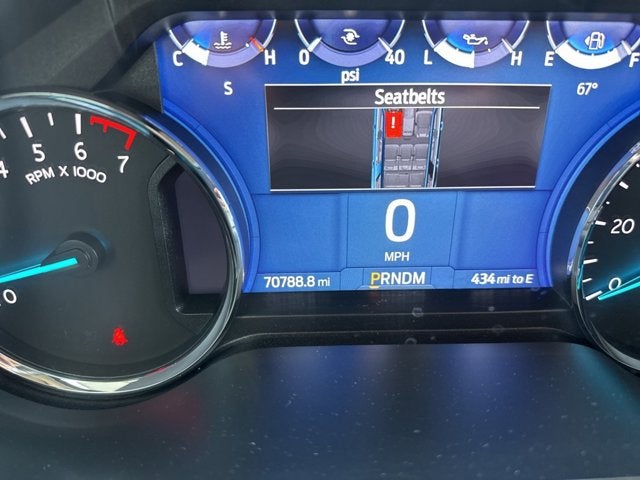 C H 0 40 L H E F
psi
S 67°
Seatbelts
!
4 5 6 7
RPM X 1000
0
MPH
20
0
0
70788.8 mi PRNDM 434 mi to E